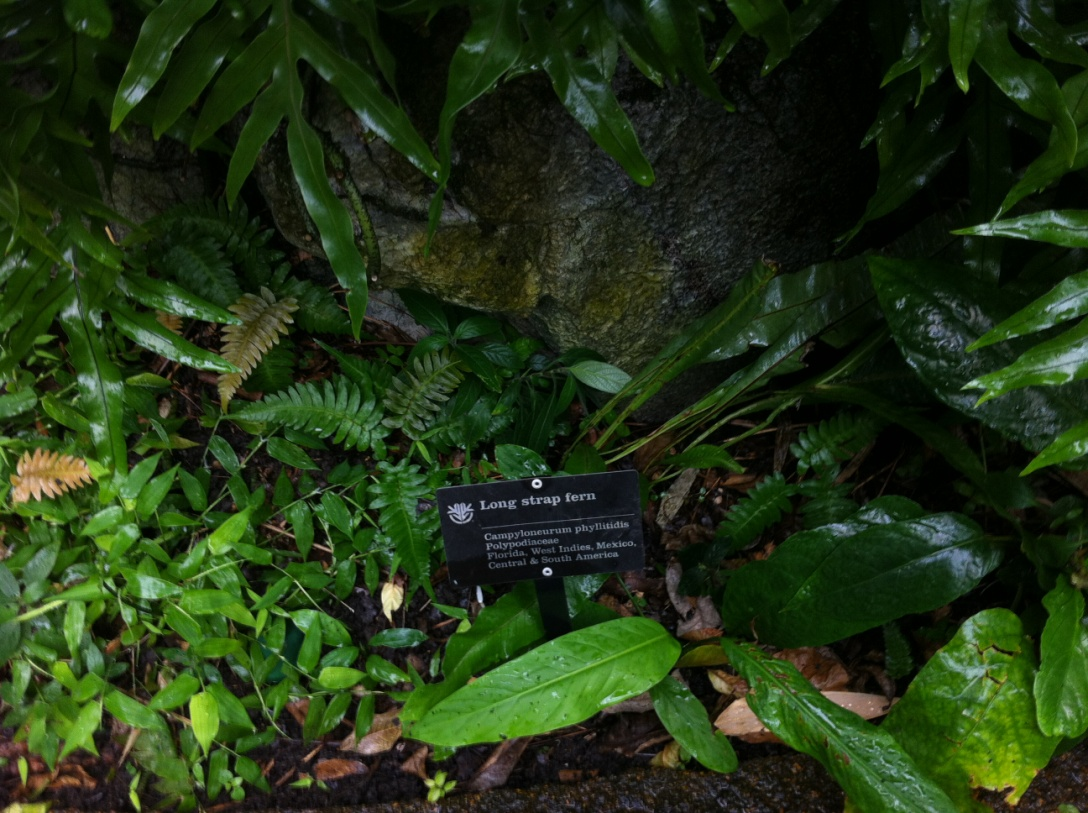 Long strap fern
Campyloneurum phyllitidis
Polypodiaceae
Florida, West Indies, Mexico,
Central & South America